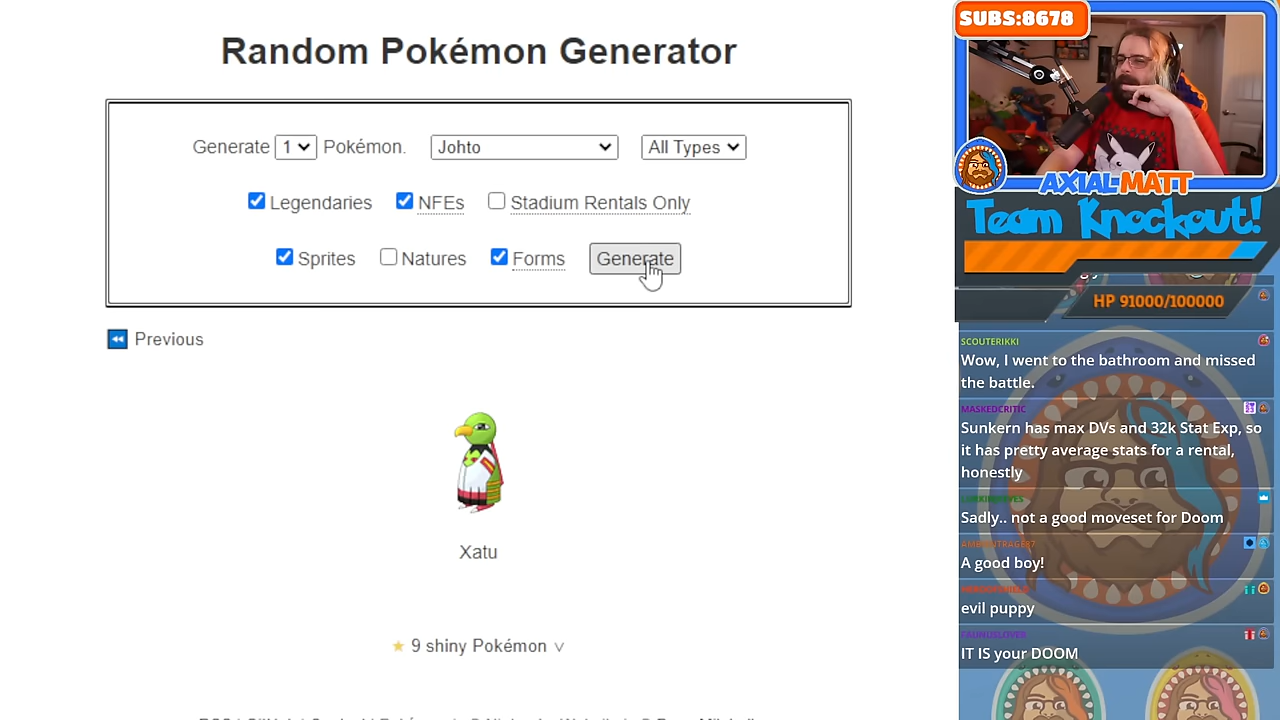 Random Pokémon Generator
Generate 1 Pokémon. Johto All Types
Legendaries NFEs Stadium Rentals Only
Sprites Natures Forms Generate
Previous
Xatu
9 shiny Pokémon
SUBS:8678
AXIAL-MATT
Team Knockout!
HP 91000/100000
SCOUTERIKKI
Wow, I went to the bathroom and missed
the battle.
MASKEDCRITIC
Sunkern has max DVs and 32k Stat Exp, so
it has pretty average stats for a rental,
honestly
Sadly.. not a good moveset for Doom
A good boy!
evil puppy
IT IS your DOOM